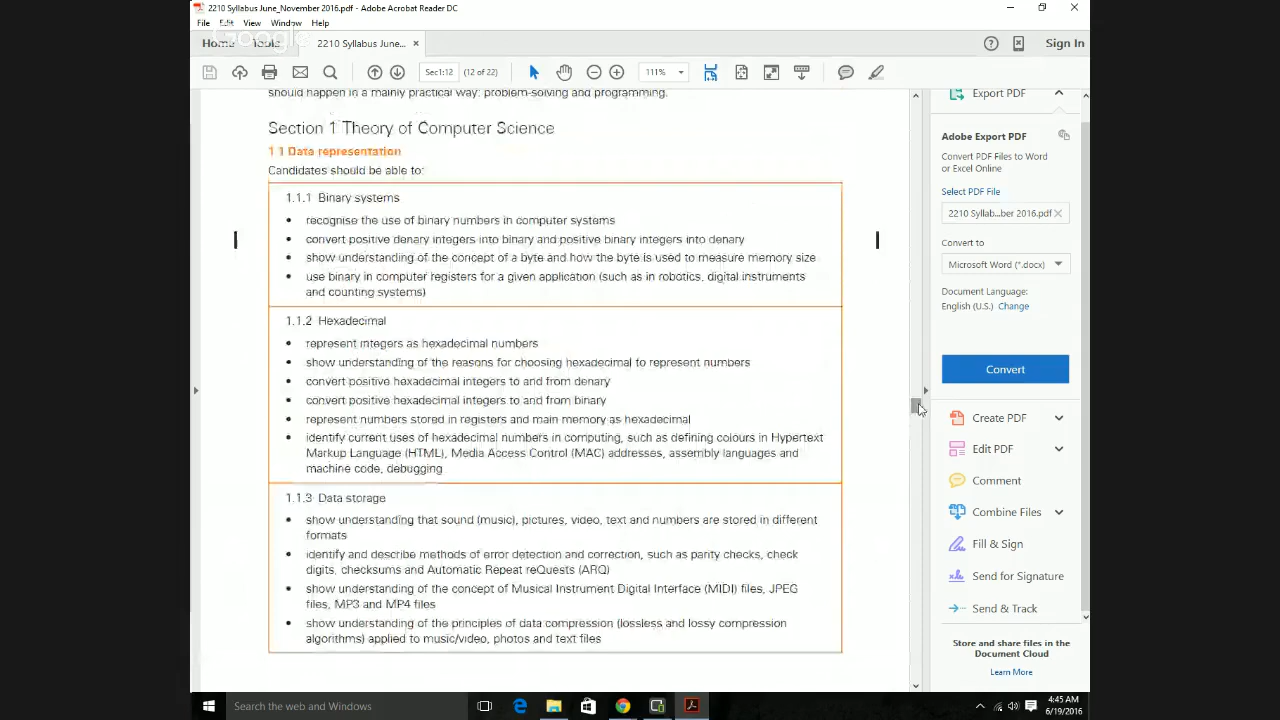 2210 Syllabus June_November 2016.pdf - Adobe Acrobat Reader DC
File Edit View Window Help
Google
Home Tools 2210 Syllabus June... × Sign In
Sec1:12 (12 of 22) 111%
should happen in a mainly practical way: problem-solving and programming.
Section 1 Theory of Computer Science
1 1 Data representation
Candidates should be able to:
1.1.1 Binary systems
• recognise the use of binary numbers in computer systems
• convert positive denary integers into binary and positive binary integers into denary
• show understanding of the concept of a byte and how the byte is used to measure memory size
• use binary in computer registers for a given application (such as in robotics, digital instruments
and counting systems)
1.1.2 Hexadecimal
• represent integers as hexadecimal numbers
• show understanding of the reasons for choosing hexadecimal to represent numbers
• convert positive hexadecimal integers to and from denary
• convert positive hexadecimal integers to and from binary
• represent numbers stored in registers and main memory as hexadecimal
• identify current uses of hexadecimal numbers in computing, such as defining colours in Hypertext
Markup Language (HTML), Media Access Control (MAC) addresses, assembly languages and
machine code, debugging
1.1.3 Data storage
• show understanding that sound (music), pictures, video, text and numbers are stored in different
formats
• identify and describe methods of error detection and correction, such as parity checks, check
digits, checksums and Automatic Repeat reQuests (ARQ)
• show understanding of the concept of Musical Instrument Digital Interface (MIDI) files, JPEG
files, MP3 and MP4 files
• show understanding of the principles of data compression (lossless and lossy compression
algorithms) applied to music/video, photos and text files
Export PDF
Adobe Export PDF
Convert PDF Files to Word
or Excel Online
Select PDF File
2210 Syllab...ber 2016.pdf ×
Convert to
Microsoft Word (*.docx)
Document Language:
English (U.S.) Change
Convert
Create PDF
Edit PDF
Comment
Combine Files
Fill & Sign
Send for Signature
Send & Track
Store and share files in the
Document Cloud
Learn More
Search the web and Windows
4:45 AM
6/19/2016